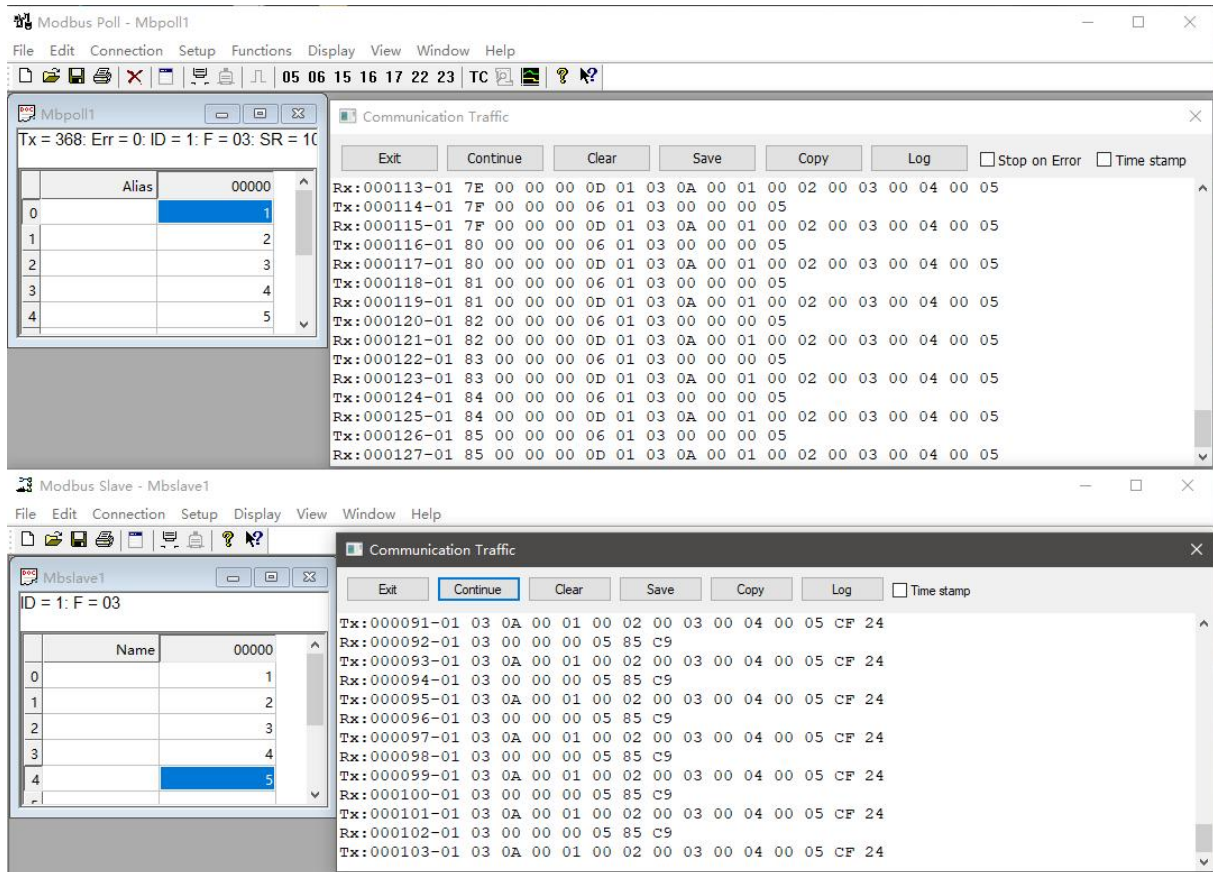 Modbus Poll - Mbpoll1
File Edit Connection Setup Functions Display View Window Help
05 06 15 16 17 22 23 TC
Mbpoll1
Tx = 368: Err = 0: ID = 1: F = 03: SR = 10
Alias 00000
0 1
1 2
2 3
3 4
4 5
Communication Traffic
Exit Continue Clear Save Copy Log Stop on Error Time stamp
Rx:000113-01 7E 00 00 00 0D 01 03 0A 00 01 00 02 00 03 00 04 00 05
Tx:000114-01 7F 00 00 00 06 01 03 00 00 00 05
Rx:000115-01 7F 00 00 00 0D 01 03 0A 00 01 00 02 00 03 00 04 00 05
Tx:000116-01 80 00 00 00 06 01 03 00 00 00 05
Rx:000117-01 80 00 00 00 0D 01 03 0A 00 01 00 02 00 03 00 04 00 05
Tx:000118-01 81 00 00 00 06 01 03 00 00 00 05
Rx:000119-01 81 00 00 00 0D 01 03 0A 00 01 00 02 00 03 00 04 00 05
Tx:000120-01 82 00 00 00 06 01 03 00 00 00 05
Rx:000121-01 82 00 00 00 0D 01 03 0A 00 01 00 02 00 03 00 04 00 05
Tx:000122-01 83 00 00 00 06 01 03 00 00 00 05
Rx:000123-01 83 00 00 00 0D 01 03 0A 00 01 00 02 00 03 00 04 00 05
Tx:000124-01 84 00 00 00 06 01 03 00 00 00 05
Rx:000125-01 84 00 00 00 0D 01 03 0A 00 01 00 02 00 03 00 04 00 05
Tx:000126-01 85 00 00 00 06 01 03 00 00 00 05
Rx:000127-01 85 00 00 00 0D 01 03 0A 00 01 00 02 00 03 00 04 00 05
Modbus Slave - Mbslave1
File Edit Connection Setup Display View Window Help
Mbslave1
ID = 1: F = 03
Name 00000
0 1
1 2
2 3
3 4
4 5
Communication Traffic
Exit Continue Clear Save Copy Log Time stamp
Tx:000091-01 03 0A 00 01 00 02 00 03 00 04 00 05 CF 24
Rx:000092-01 03 00 00 00 05 85 C9
Tx:000093-01 03 0A 00 01 00 02 00 03 00 04 00 05 CF 24
Rx:000094-01 03 00 00 00 05 85 C9
Tx:000095-01 03 0A 00 01 00 02 00 03 00 04 00 05 CF 24
Rx:000096-01 03 00 00 00 05 85 C9
Tx:000097-01 03 0A 00 01 00 02 00 03 00 04 00 05 CF 24
Rx:000098-01 03 00 00 00 05 85 C9
Tx:000099-01 03 0A 00 01 00 02 00 03 00 04 00 05 CF 24
Rx:000100-01 03 00 00 00 05 85 C9
Tx:000101-01 03 0A 00 01 00 02 00 03 00 04 00 05 CF 24
Rx:000102-01 03 00 00 00 05 85 C9
Tx:000103-01 03 0A 00 01 00 02 00 03 00 04 00 05 CF 24